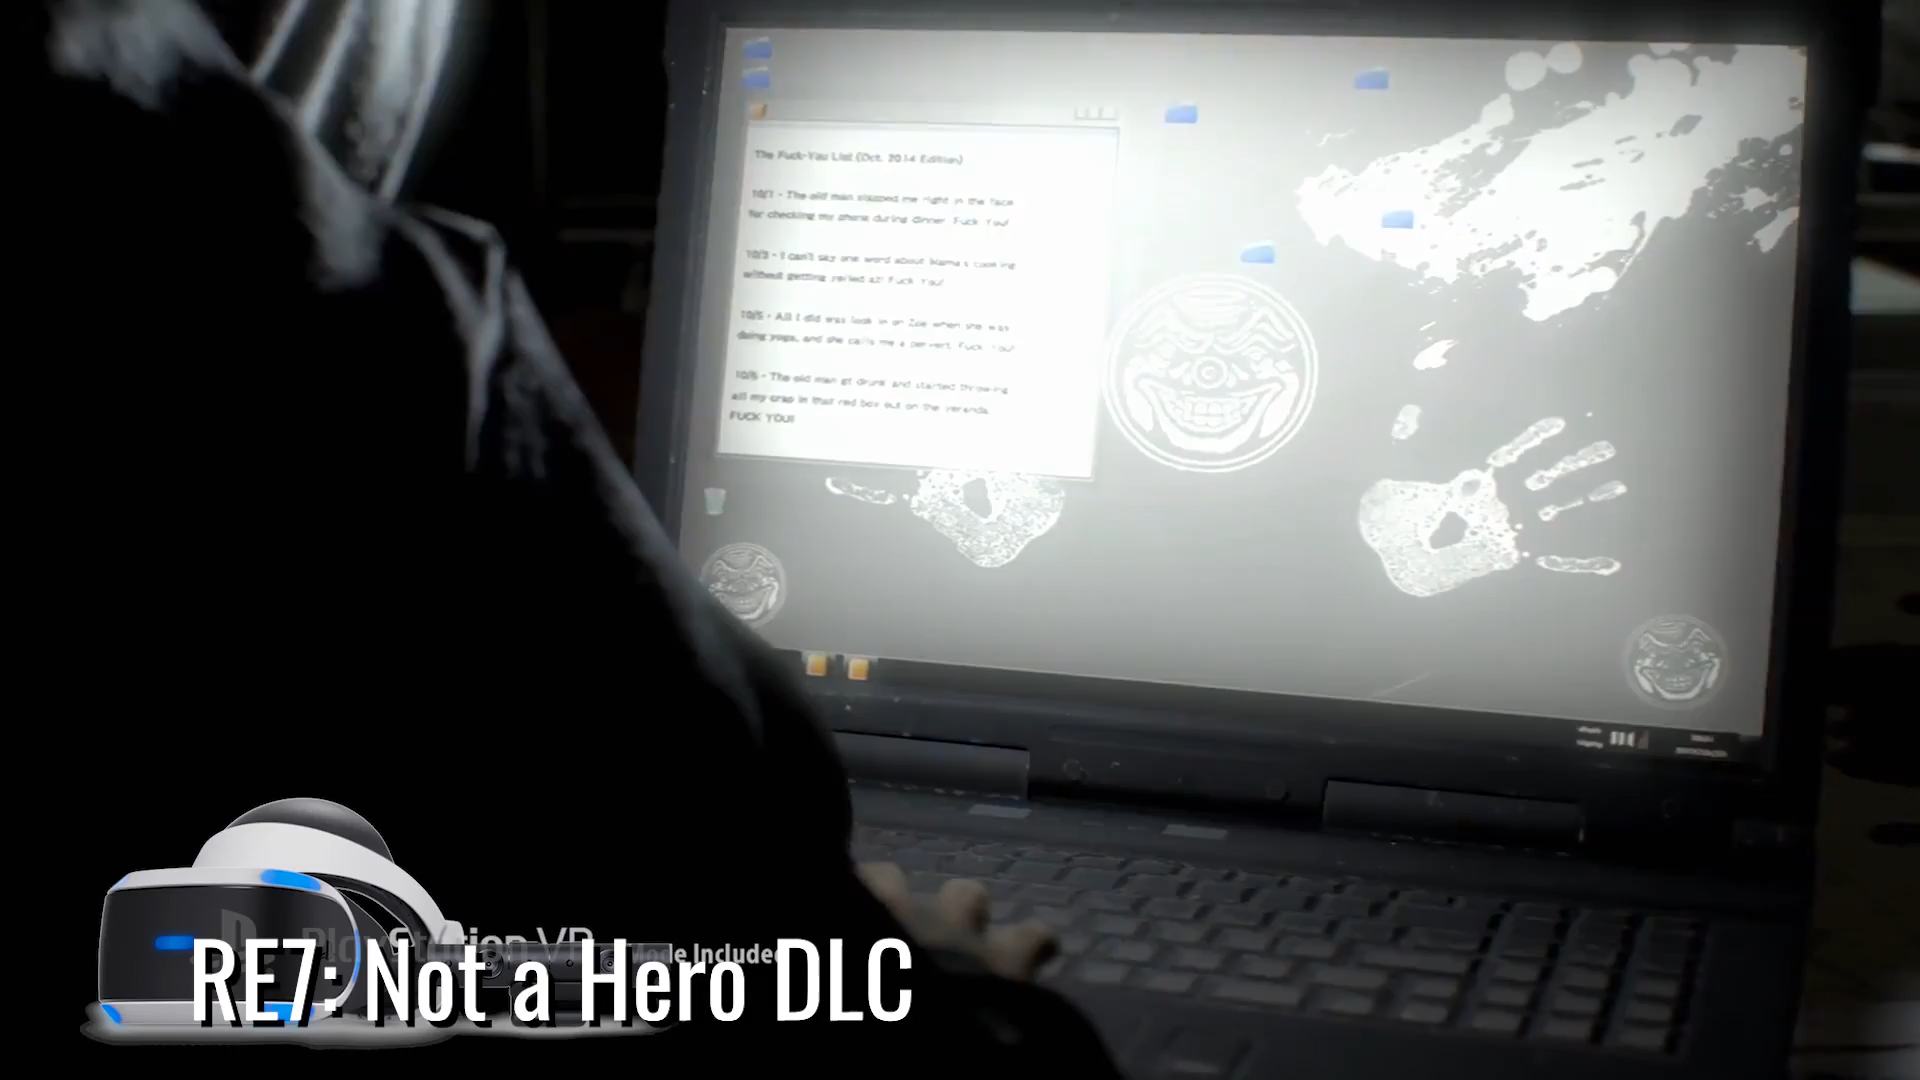 The Fuck-You List (Oct. 2014 Edition)
10/1 - The old man slapped me right in the face
for checking my phone during dinner. Fuck You!
10/3 - I can't say one word about Mama's cooking
without getting yelled at! Fuck You!
10/5 - All I did was look in on Zoe when she was
doing yoga, and she calls me a pervert. Fuck You!
10/6 - The old man got drunk and started throwing
all my crap in that red box out on the veranda.
FUCK YOU!!
PlayStation VR Mode Included
RE7: Not a Hero DLC